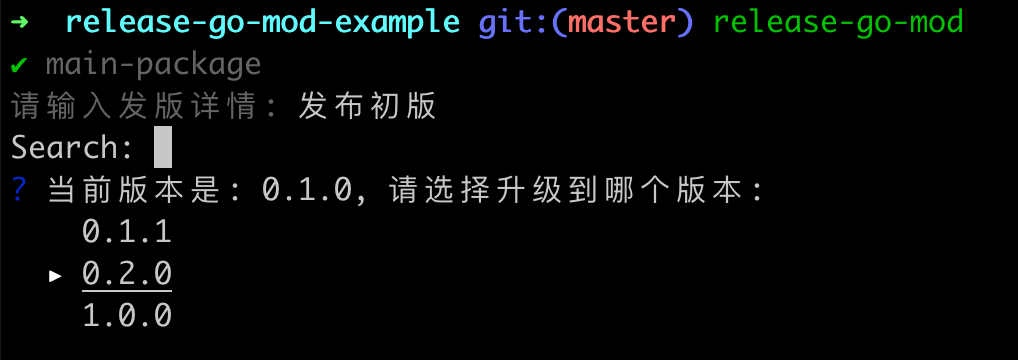 ➜  release-go-mod-example git:(master) release-go-mod
✔ main-package
请输入发版详情: 发布初版
Search:
? 当前版本是: 0.1.0, 请选择升级到哪个版本:
    0.1.1
  ▸ 0.2.0
    1.0.0